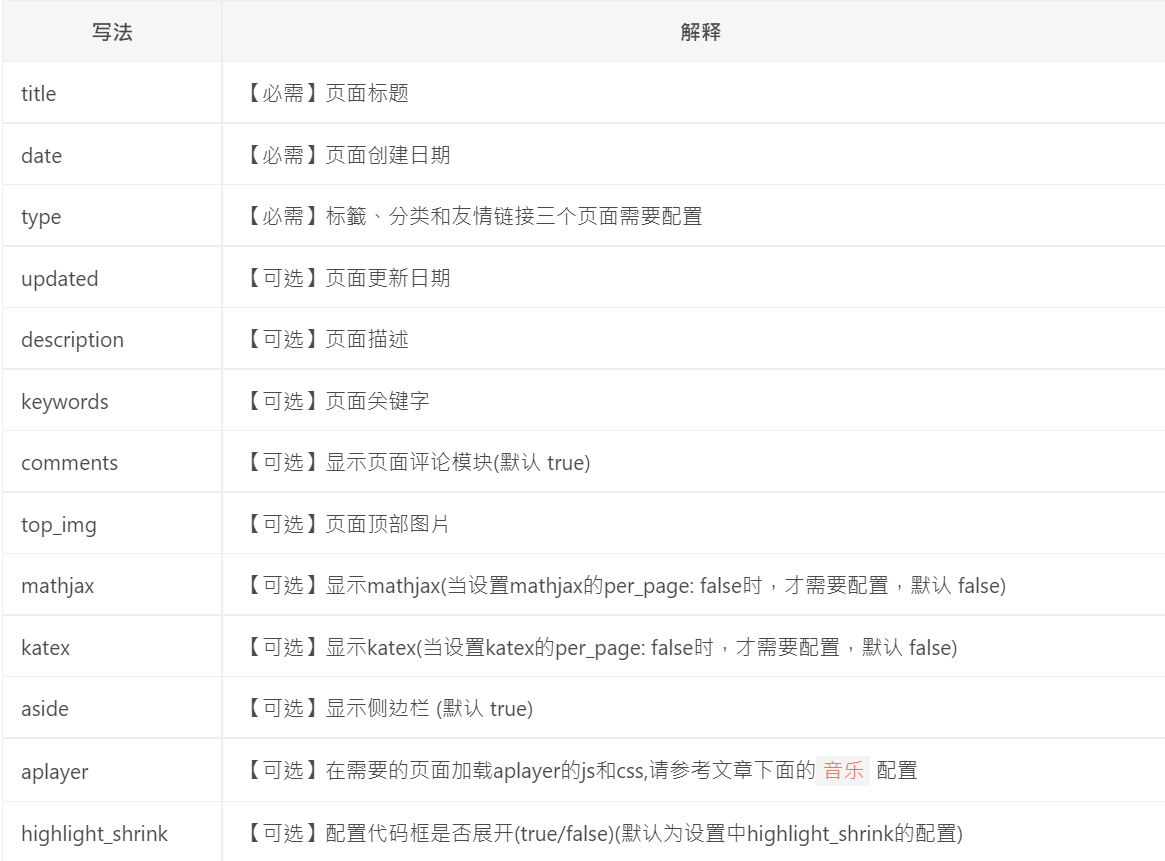 写法 解释
title 【必需】页面标题
date 【必需】页面创建日期
type 【必需】标籤、分类和友情链接三个页面需要配置
updated 【可选】页面更新日期
description 【可选】页面描述
keywords 【可选】页面关键字
comments 【可选】显示页面评论模块(默认 true)
top_img 【可选】页面顶部图片
mathjax 【可选】显示mathjax(当设置mathjax的per_page: false时，才需要配置，默认 false)
katex 【可选】显示katex(当设置katex的per_page: false时，才需要配置，默认 false)
aside 【可选】显示侧边栏 (默认 true)
aplayer 【可选】在需要的页面加载aplayer的js和css,请参考文章下面的 音乐 配置
highlight_shrink 【可选】配置代码框是否展开(true/false)(默认为设置中highlight_shrink的配置)